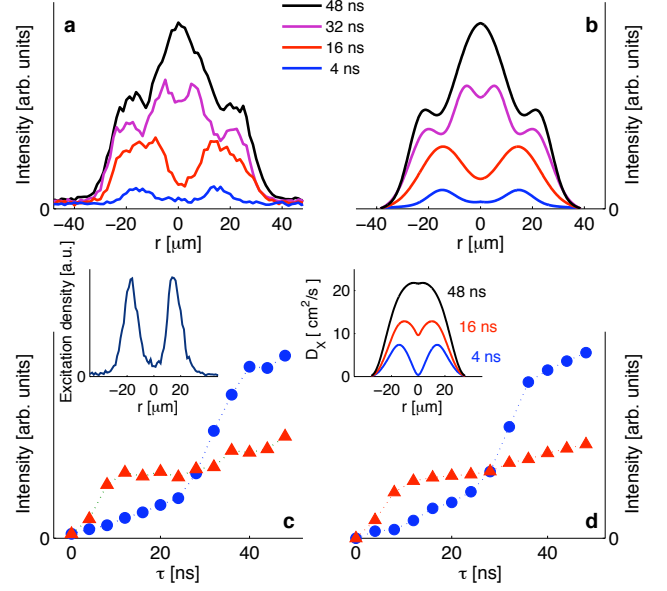 a
48 ns
32 ns
16 ns
4 ns
b
Intensity [arb. units]
0
−40 −20 0 20 40
r [μm]
Intensity [arb. units]
0
−40 −20 0 20 40
r [μm]
Excitation density [a.u.]
0
−20 0 20
r [μm]
D_X [ cm²/s]
20
10
0
48 ns
16 ns
4 ns
−20 0 20
r [μm]
Intensity [arb. units]
0
0 20 40
τ [ns]
c
d
Intensity [arb. units]
0
0 20 40
τ [ns]